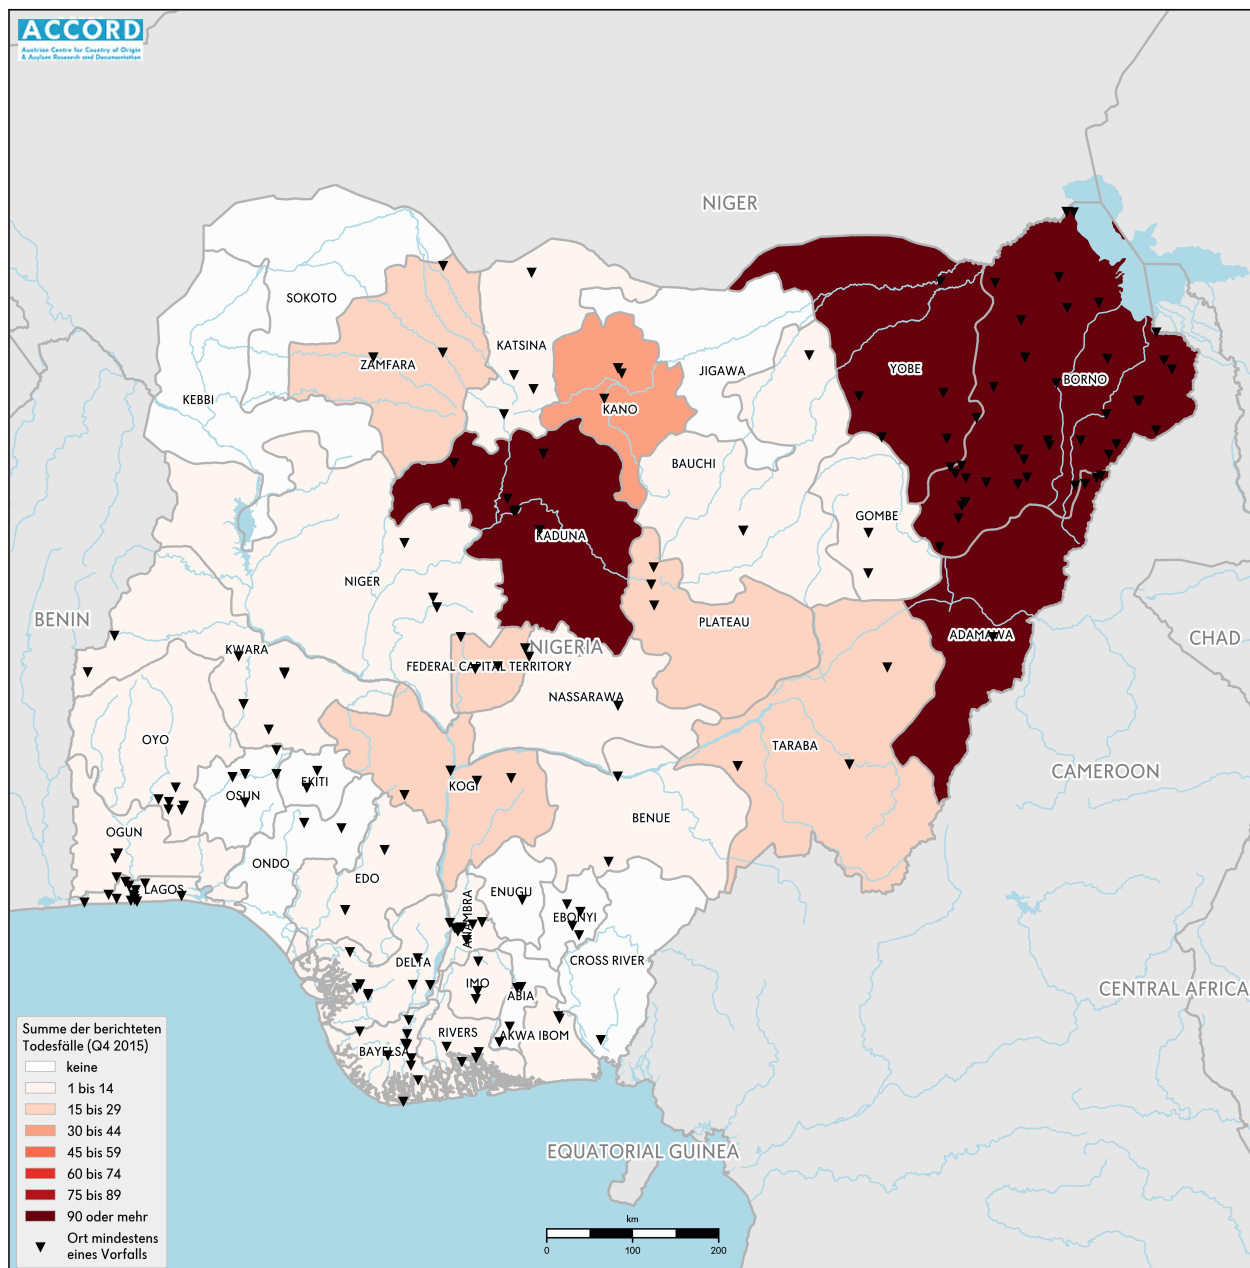 ACCORD
Austrian Centre for Country of Origin
& Asylum Research and Documentation
NIGER
SOKOTO
KATSINA
ZAMFARA
JIGAWA
YOBE
BORNO
KEBBI
KANO
BAUCHI
GOMBE
KADUNA
NIGER
BENIN
PLATEAU
ADAMAWA
CHAD
KWARA
NIGERIA
FEDERAL CAPITAL TERRITORY
NASSARAWA
OYO
TARABA
CAMEROON
OSUN
EKITI
KOGI
BENUE
OGUN
ONDO
EDO
LAGOS
ENUGU
ANAMBRA
EBONYI
DELTA
CROSS RIVER
IMO
ABIA
CENTRAL AFRICA
RIVERS
AKWA IBOM
BAYELSA
EQUATORIAL GUINEA
Summe der berichteten
Todesfälle (Q4 2015)
keine
1 bis 14
15 bis 29
30 bis 44
45 bis 59
60 bis 74
75 bis 89
90 oder mehr
Ort mindestens
eines Vorfalls
km
0 100 200